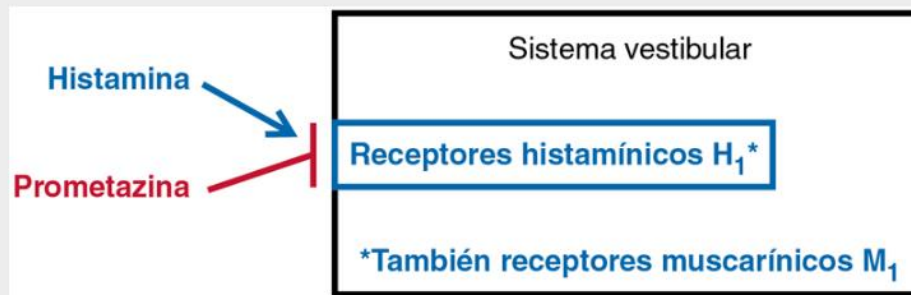 Sistema vestibular
Histamina
Receptores histamínicos H₁*
Prometazina
*También receptores muscarínicos M₁